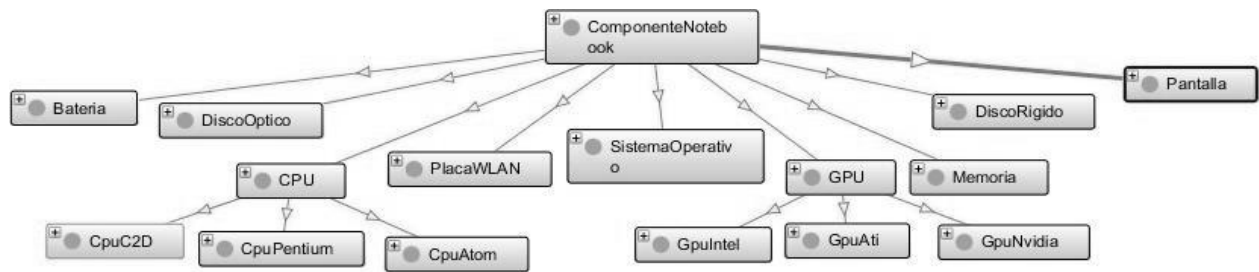 ComponenteNoteb
ook
Pantalla
Bateria
DiscoOptico
DiscoRigido
SistemaOperativ
o
PlacaWLAN
CPU
GPU
Memoria
CpuC2D
CpuPentium
CpuAtom
GpuIntel
GpuAti
GpuNvidia